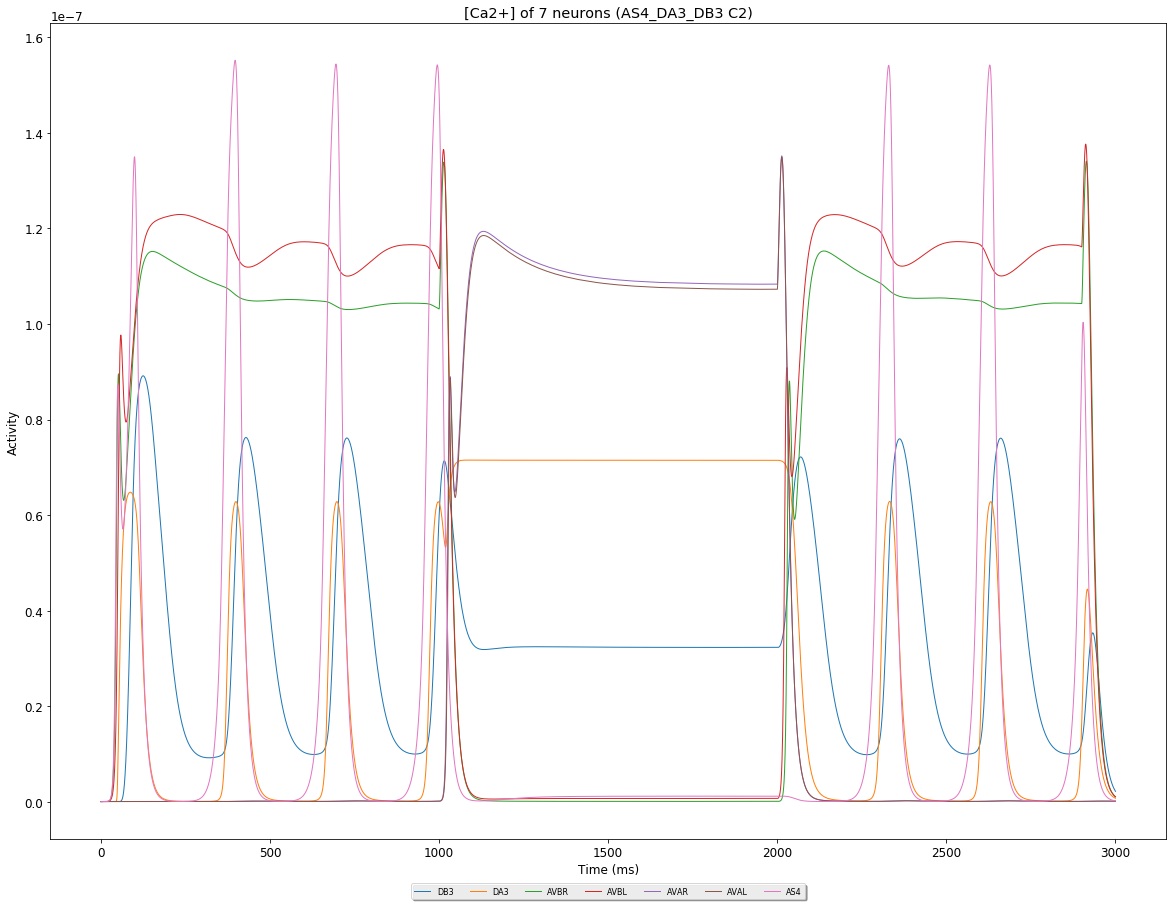 [Ca2+] of 7 neurons (AS4_DA3_DB3 C2)
1e−7
1.6
1.4
1.2
1.0
0.8
0.6
0.4
0.2
0.0
Activity
0 500 1000 1500 2000 2500 3000
Time (ms)
DB3 DA3 AVBR AVBL AVAR AVAL AS4